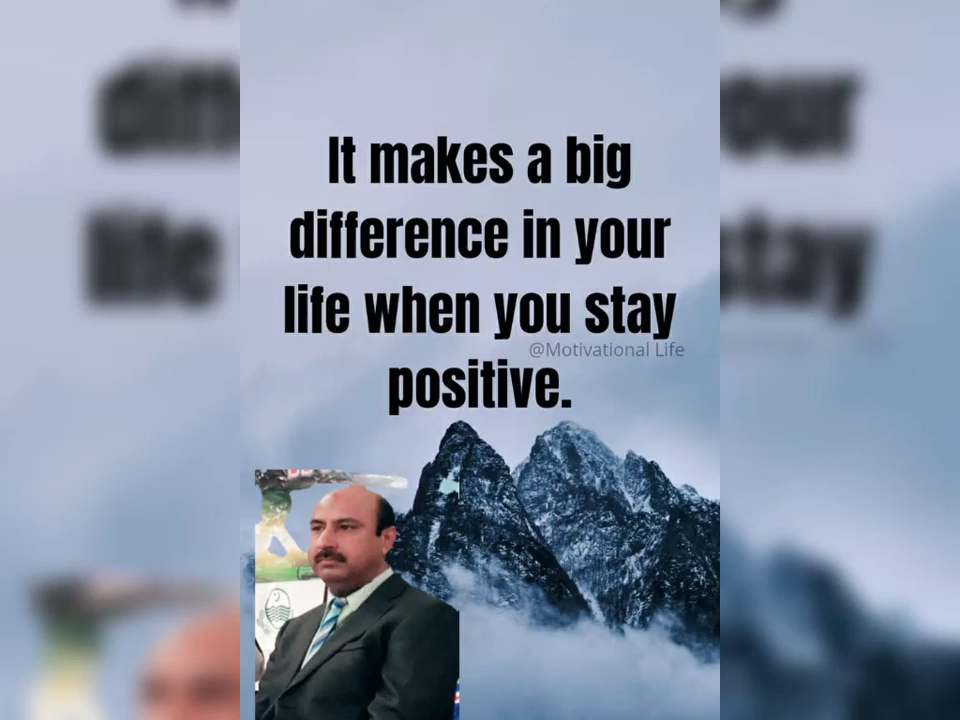 It makes a big
difference in your
life when you stay
@Motivational Life
positive.